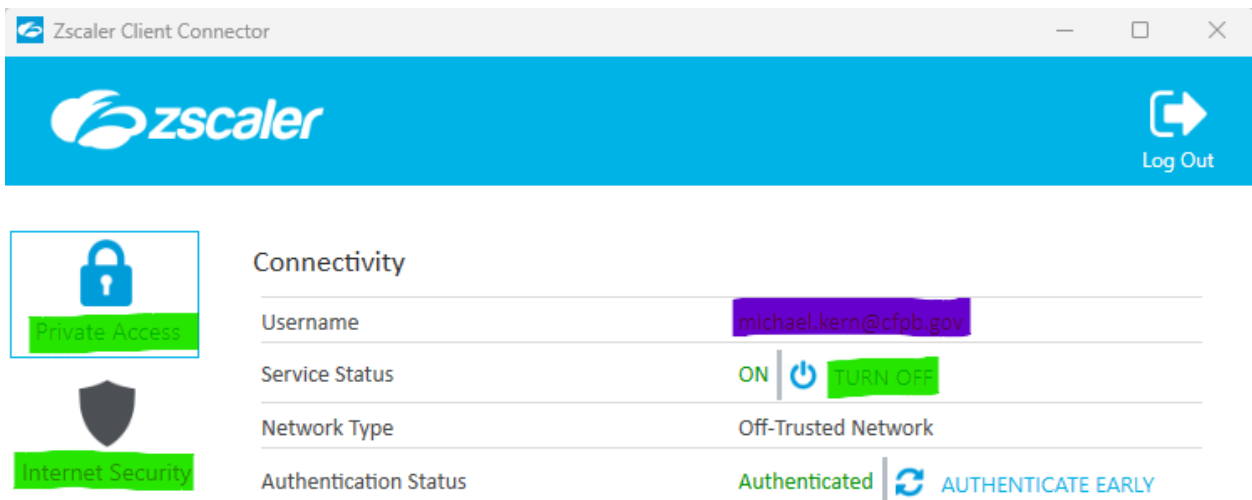 Zscaler Client Connector
zscaler
Log Out
Private Access
Internet Security
Connectivity
Username michael.kern@cfpb.gov
Service Status ON TURN OFF
Network Type Off-Trusted Network
Authentication Status Authenticated AUTHENTICATE EARLY